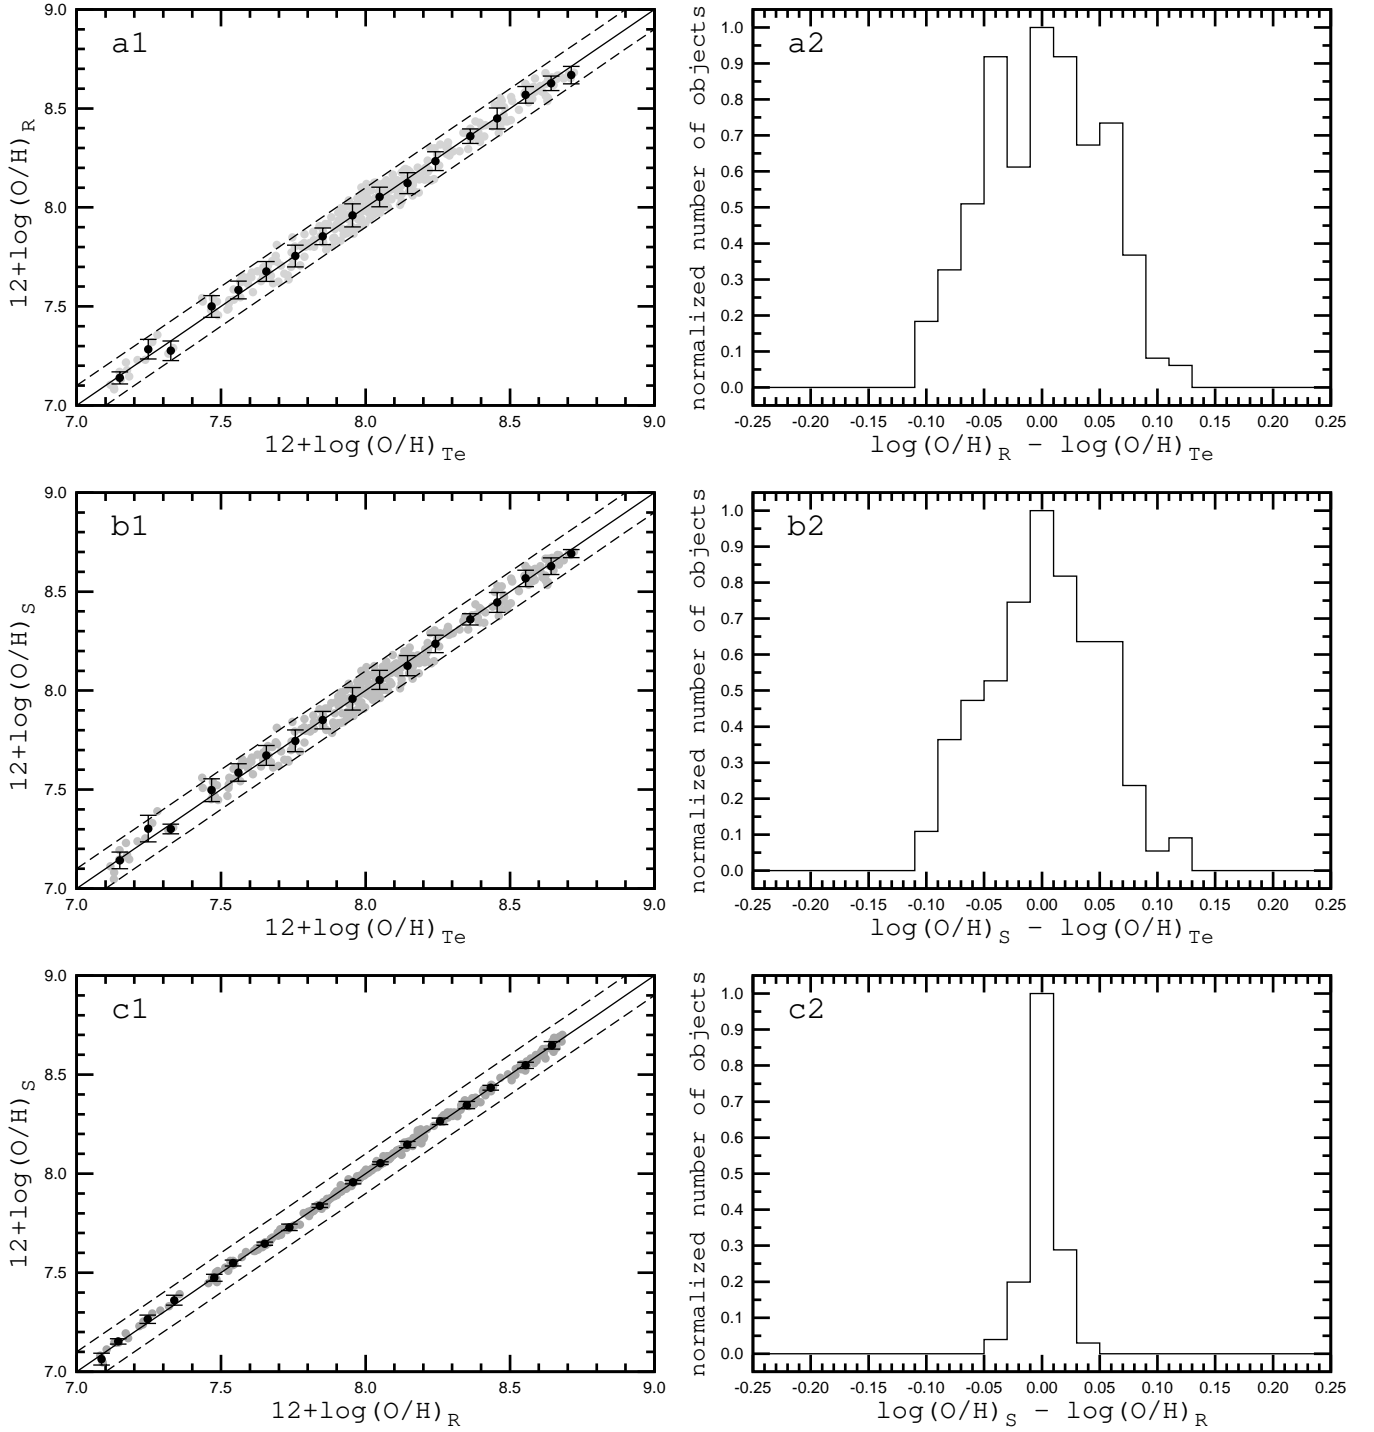 a1
9.0
8.5
8.0
7.5
7.0
12+log(O/H)R
7.0 7.5 8.0 8.5 9.0
12+log(O/H)Te
a2
1.0
0.9
0.8
0.7
0.6
0.5
0.4
0.3
0.2
0.1
0.0
normalized number of objects
-0.25 -0.20 -0.15 -0.10 -0.05 0.00 0.05 0.10 0.15 0.20 0.25
log(O/H)R − log(O/H)Te
b1
9.0
8.5
8.0
7.5
7.0
12+log(O/H)S
7.0 7.5 8.0 8.5 9.0
12+log(O/H)Te
b2
1.0
0.9
0.8
0.7
0.6
0.5
0.4
0.3
0.2
0.1
0.0
normalized number of objects
-0.25 -0.20 -0.15 -0.10 -0.05 0.00 0.05 0.10 0.15 0.20 0.25
log(O/H)S − log(O/H)Te
c1
9.0
8.5
8.0
7.5
7.0
12+log(O/H)S
7.0 7.5 8.0 8.5 9.0
12+log(O/H)R
c2
1.0
0.9
0.8
0.7
0.6
0.5
0.4
0.3
0.2
0.1
0.0
normalized number of objects
-0.25 -0.20 -0.15 -0.10 -0.05 0.00 0.05 0.10 0.15 0.20 0.25
log(O/H)S − log(O/H)R